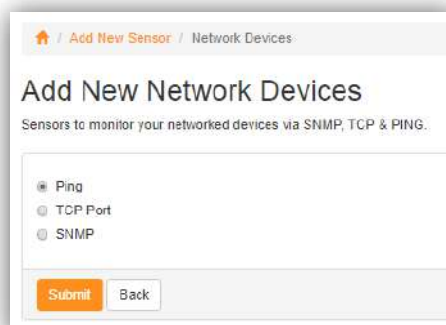 / Add New Sensor / Network Devices
Add New Network Devices
Sensors to monitor your networked devices via SNMP, TCP & PING.
Ping
TCP Port
SNMP
Submit Back